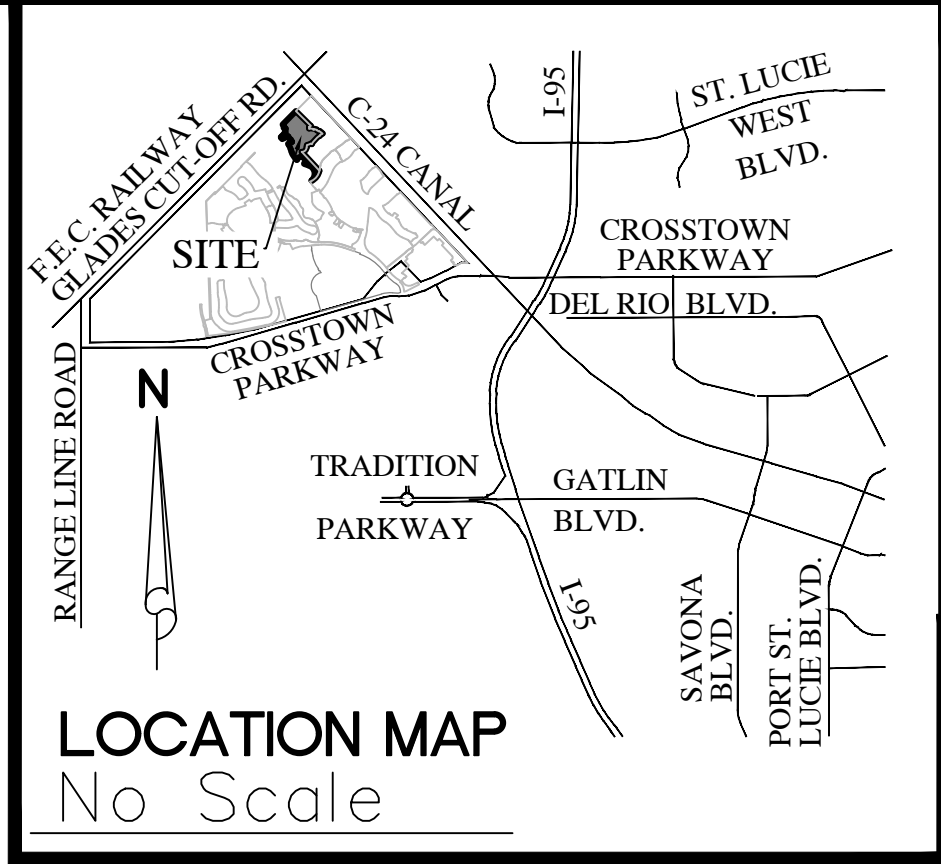 F.E.C. RAILWAY
GLADES CUT-OFF RD.
C-24 CANAL
I-95
ST. LUCIE
WEST
BLVD.
SITE
CROSSTOWN
PARKWAY
DEL RIO BLVD.
CROSSTOWN
PARKWAY
RANGE LINE ROAD
N
TRADITION
PARKWAY
GATLIN
BLVD.
I-95
SAVONA
BLVD.
PORT ST.
LUCIE BLVD.
LOCATION MAP
No Scale